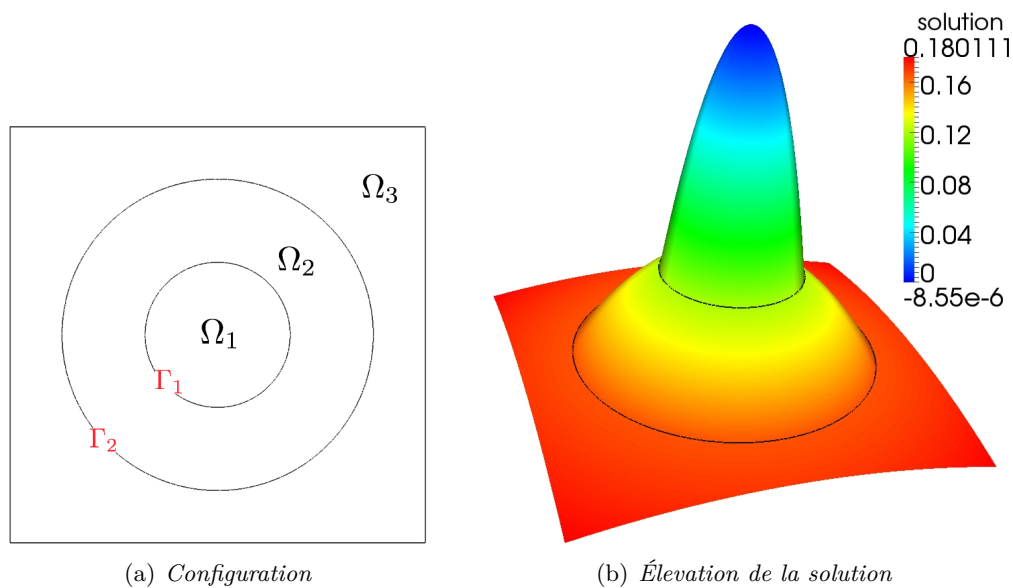 Ω₃
Ω₂
Ω₁
Γ₁
Γ₂
(a) Configuration
solution
0.180111
0.16
0.12
0.08
0.04
0
-8.55e-6
(b) Élevation de la solution